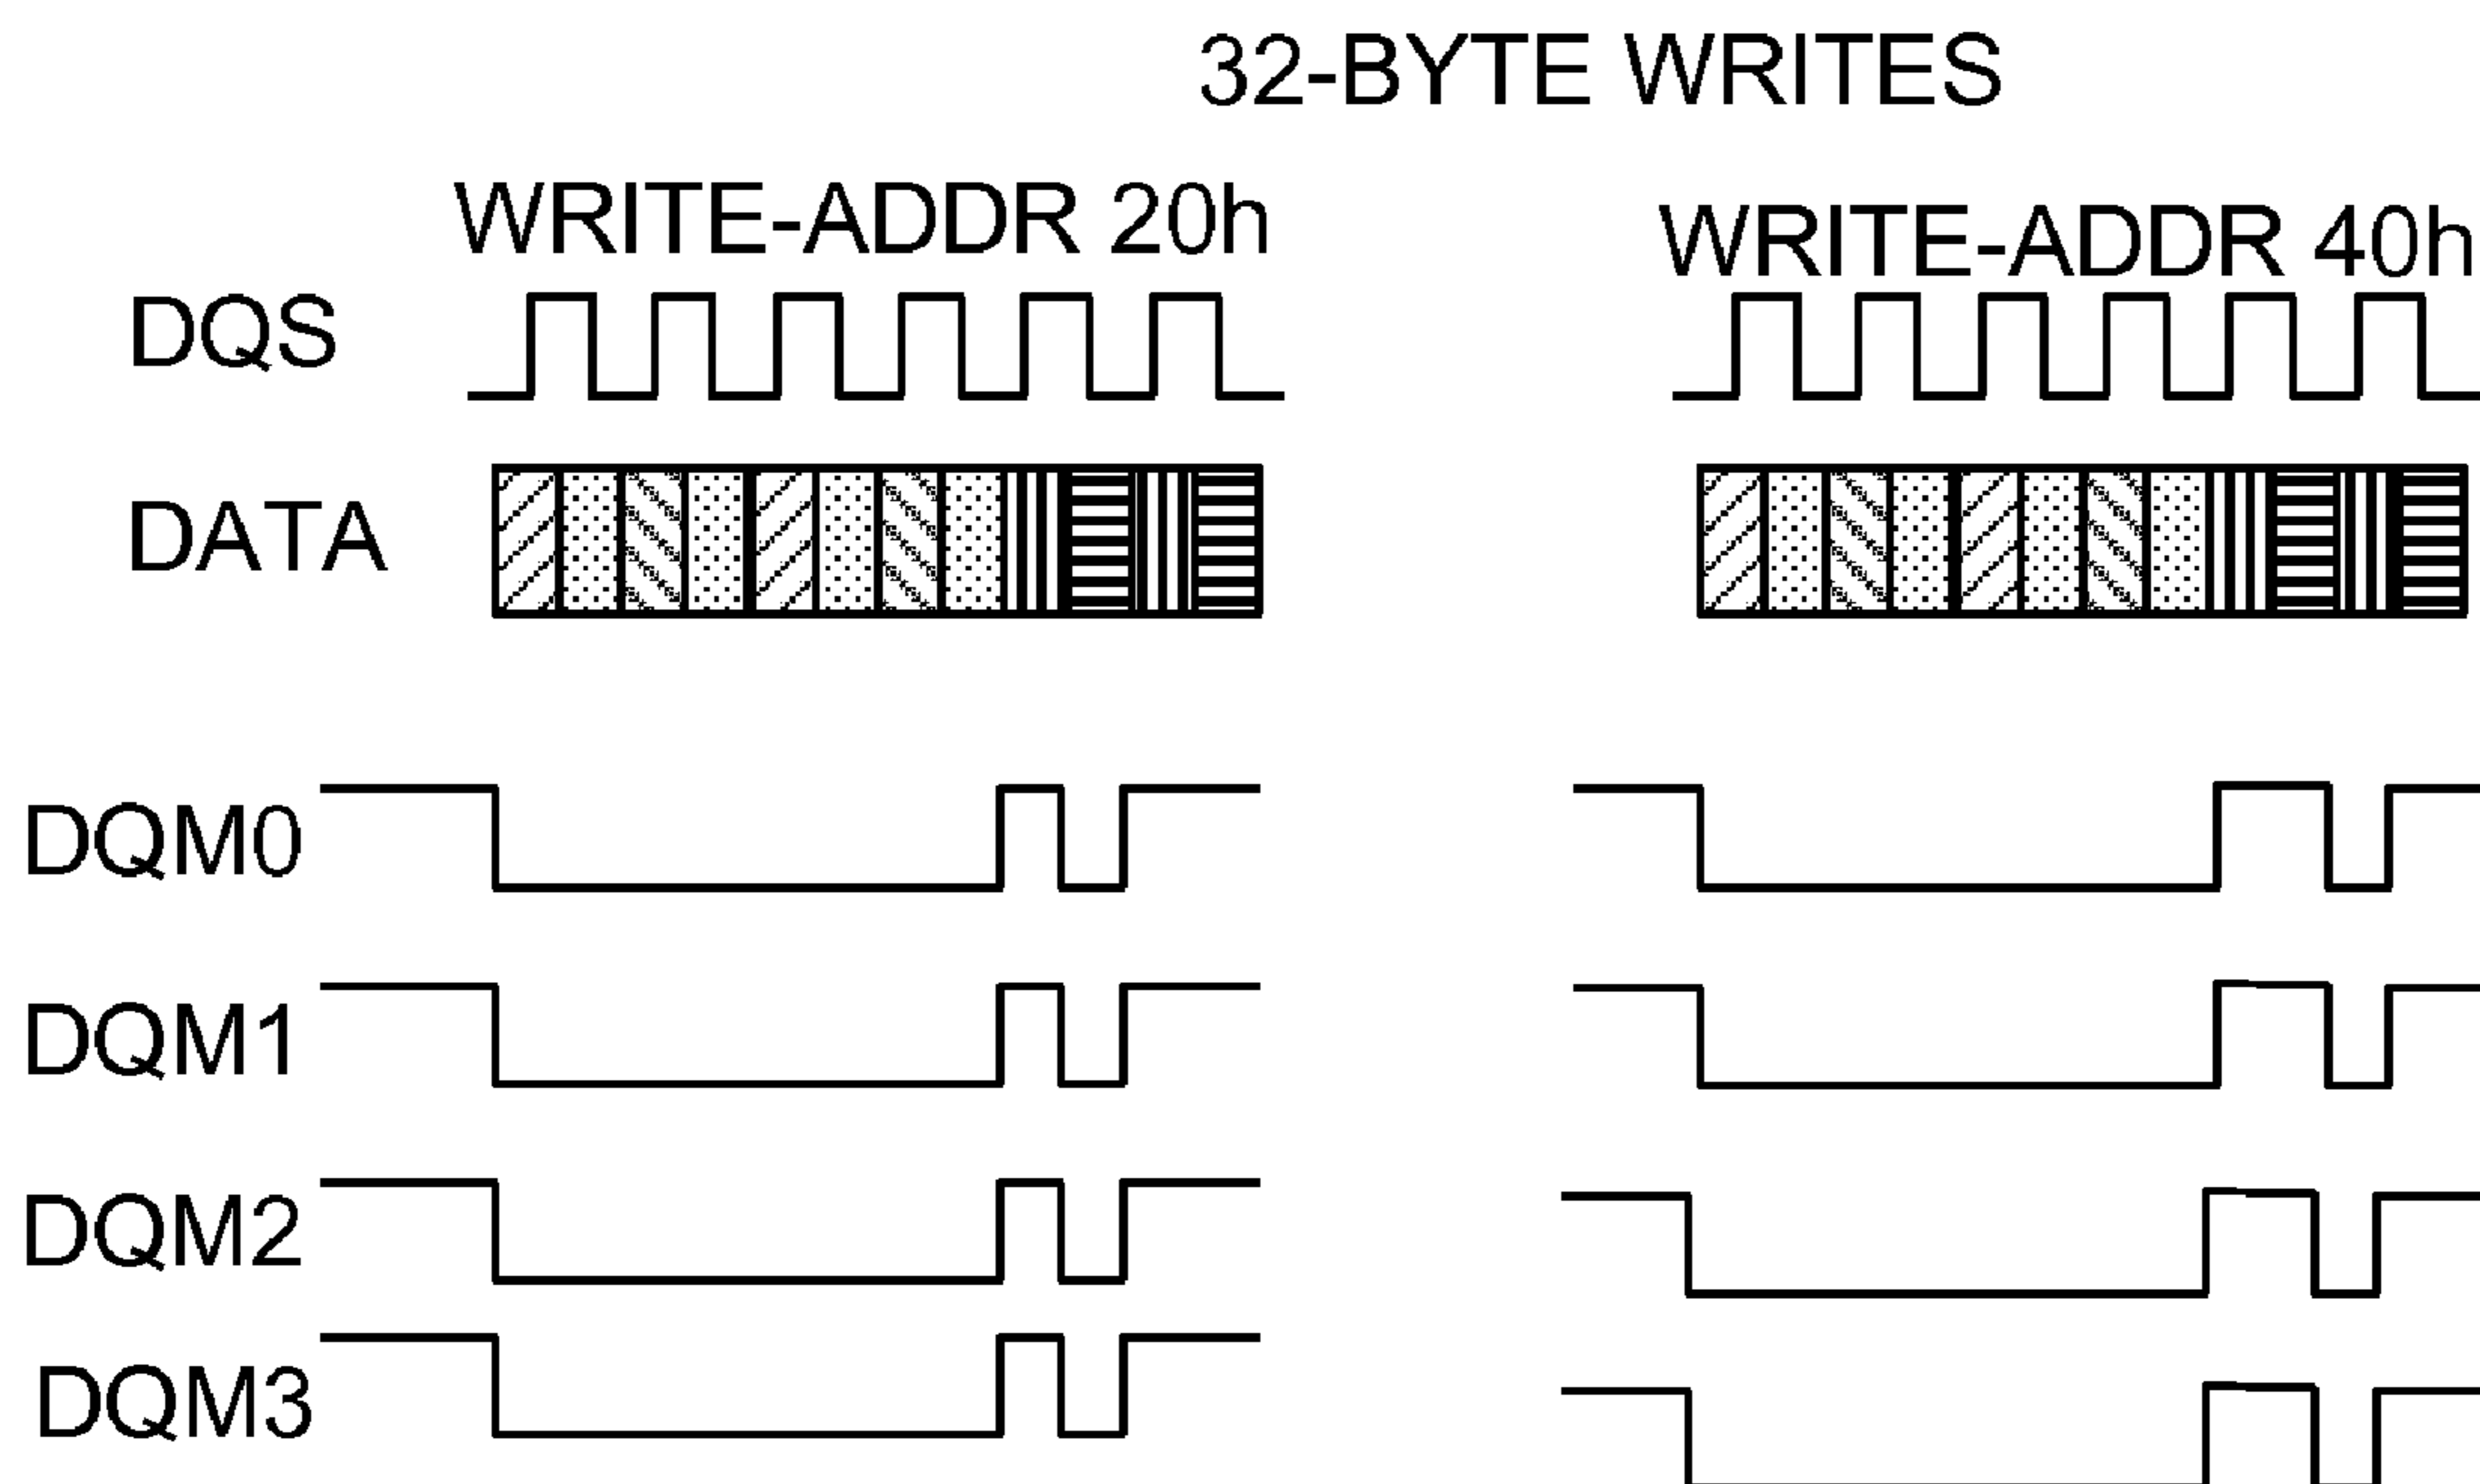 32-BYTE WRITES
WRITE-ADDR 20h
WRITE-ADDR 40h
DQS
DATA
DQM0
DQM1
DQM2
DQM3